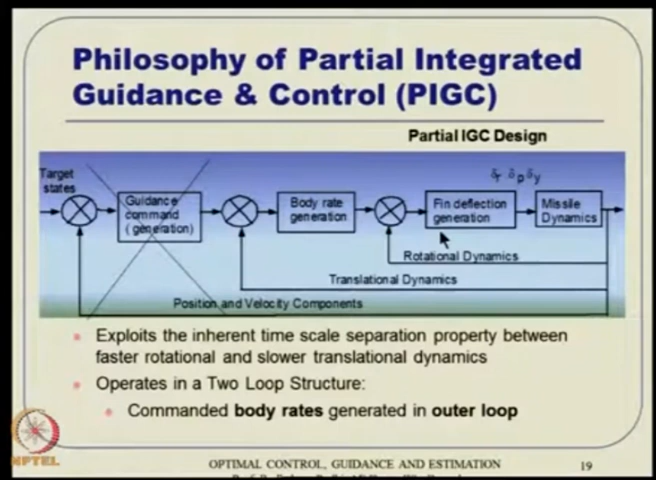 Philosophy of Partial Integrated
Guidance & Control (PIGC)
Partial IGC Design
Target
states
Guidance
command
(generation)
Body rate
generation
δr δp δy
Fin deflection
generation
Missile
Dynamics
Rotational Dynamics
Translational Dynamics
Position and Velocity Components
Exploits the inherent time scale separation property between
faster rotational and slower translational dynamics
Operates in a Two Loop Structure:
Commanded body rates generated in outer loop
NPTEL
OPTIMAL CONTROL, GUIDANCE AND ESTIMATION
19